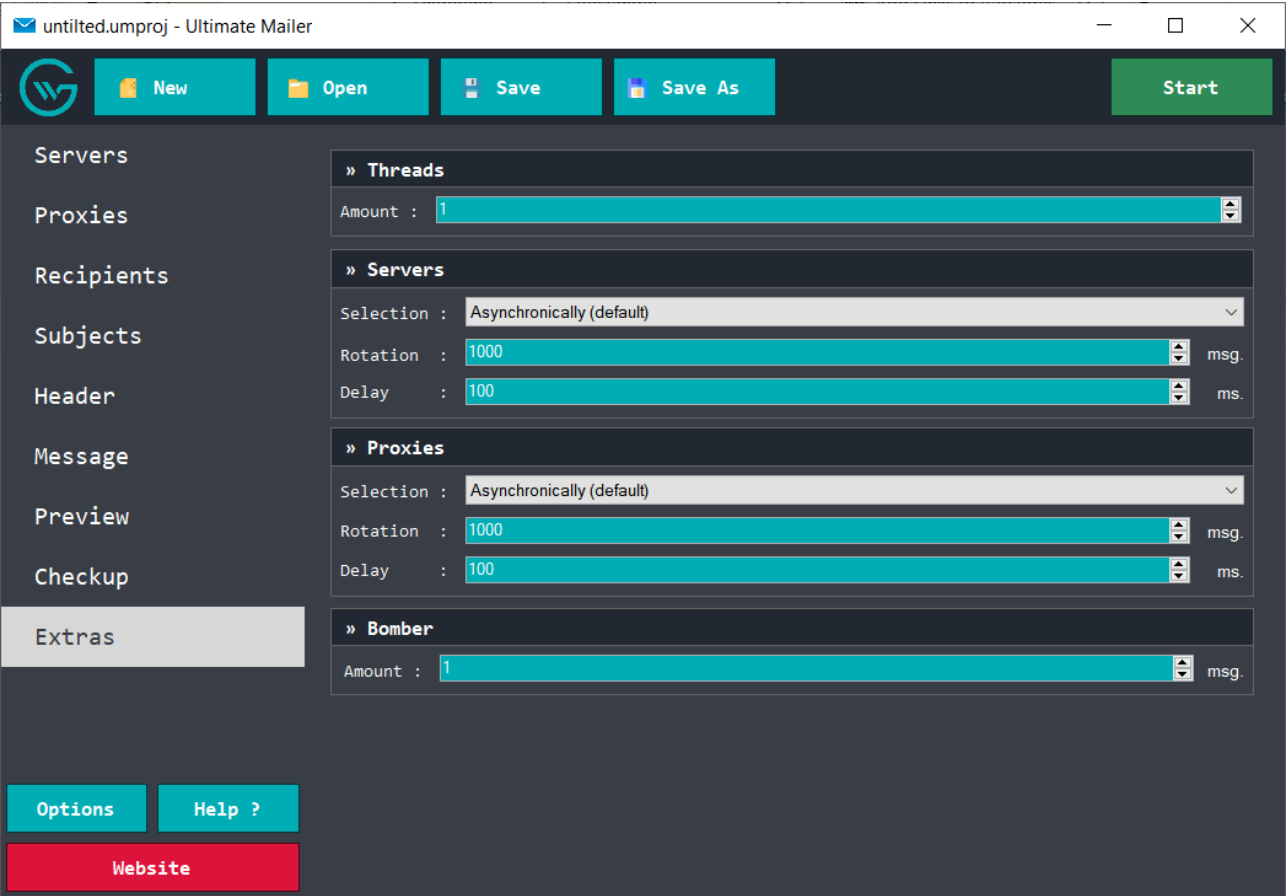 untilted.umproj - Ultimate Mailer
New
Open
Save
Save As
Start
Servers
Proxies
Recipients
Subjects
Header
Message
Preview
Checkup
Extras
» Threads
Amount : 1
» Servers
Selection : Asynchronically (default)
Rotation : 1000 msg.
Delay : 100 ms.
» Proxies
Selection : Asynchronically (default)
Rotation : 1000 msg.
Delay : 100 ms.
» Bomber
Amount : 1 msg.
Options
Help ?
Website